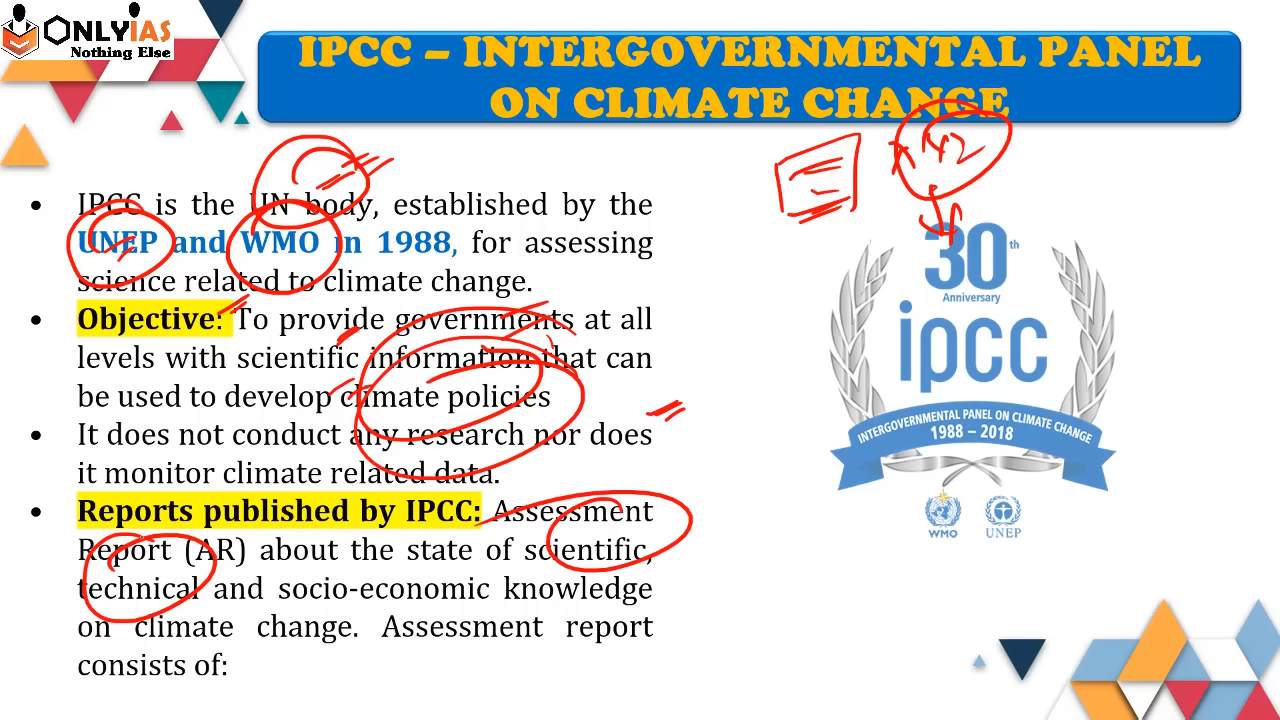 ONLYIAS
Nothing Else
IPCC – INTERGOVERNMENTAL PANEL
ON CLIMATE CHANGE
• IPCC is the UN body, established by the
UNEP and WMO in 1988, for assessing
science related to climate change.
• Objective: To provide governments at all
levels with scientific information that can
be used to develop climate policies
• It does not conduct any research nor does
it monitor climate related data.
• Reports published by IPCC: Assessment
Report (AR) about the state of scientific,
technical and socio-economic knowledge
on climate change. Assessment report
consists of:
30th
Anniversary
ipcc
INTERGOVERNMENTAL PANEL ON CLIMATE CHANGE
1988 – 2018
WMO UNEP